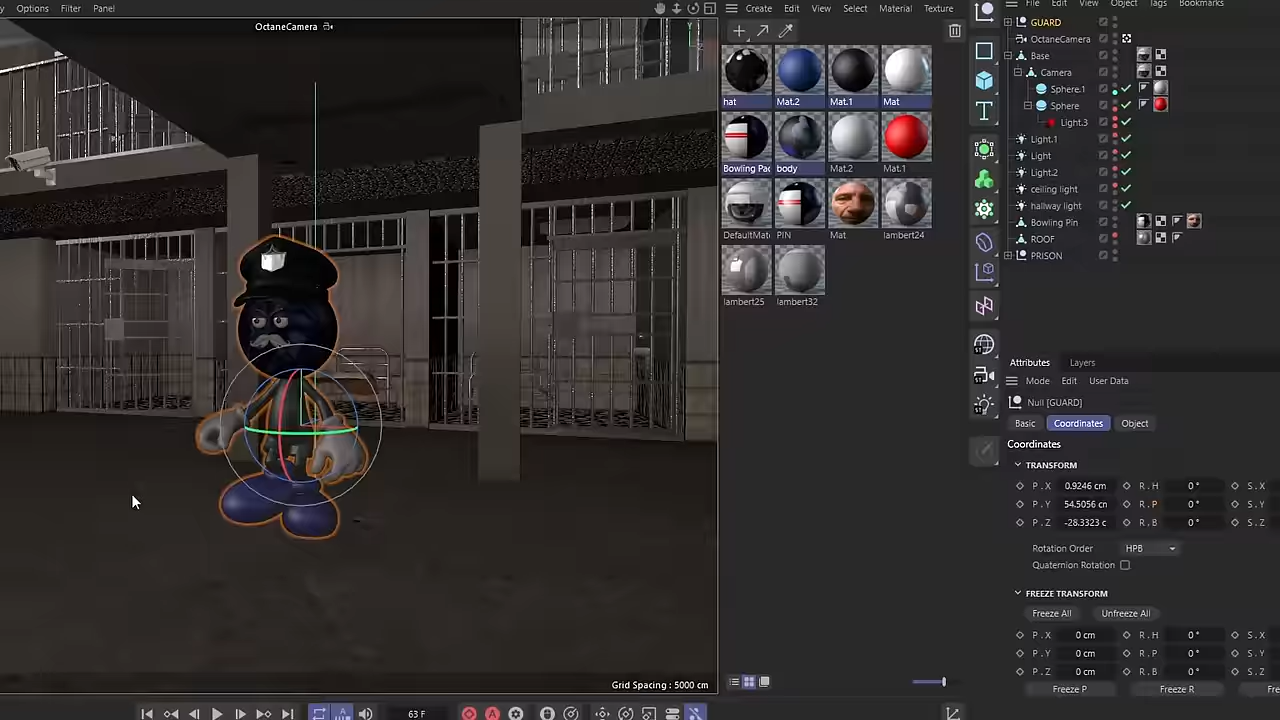 Options Filter Panel
OctaneCamera
Y
Grid Spacing : 5000 cm
63 F
Create Edit View Select Material Texture
hat Mat.2 Mat.1 Mat
Bowling Pac body Mat.2 Mat.1
DefaultMat PIN Mat lambert24
lambert25 lambert32
File Edit View Object Tags Bookmarks
GUARD
OctaneCamera
Base
Camera
Sphere.1
Sphere
Light.3
Light.1
Light
Light.2
ceiling light
hallway light
Bowling Pin
ROOF
PRISON
Attributes Layers
Mode Edit User Data
Null [GUARD]
Basic Coordinates Object
Coordinates
TRANSFORM
P . X 0.9246 cm R . H 0 ° S . X
P . Y 54.5056 cn R . P 0 ° S . Y
P . Z -28.3323 c R . B 0 ° S . Z
Rotation Order HPB
Quaternion Rotation
FREEZE TRANSFORM
Freeze All Unfreeze All
P . X 0 cm R . H 0 ° S . X
P . Y 0 cm R . P 0 ° S . Y
P . Z 0 cm R . B 0 ° S . Z
Freeze P Freeze R Fre